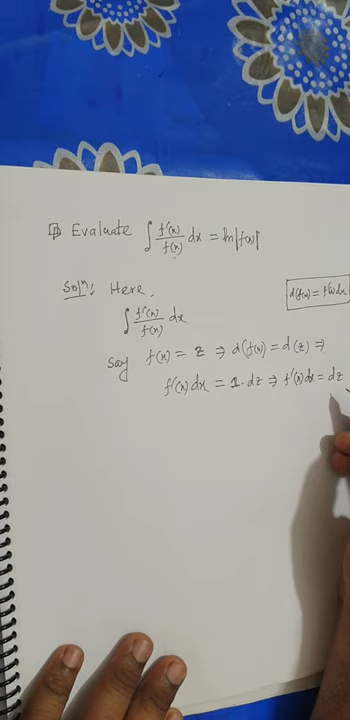 Evaluate ∫ f'(x)/f(x) dx = ln|f(x)|
Solⁿ: Here,
d(f(x)) = f'(x)dx
∫ f'(x)/f(x) dx
say f(x) = z ⇒ d(f(x)) = d(z) ⇒
f'(x)dx = 1·dz ⇒ f'(x)dx = dz